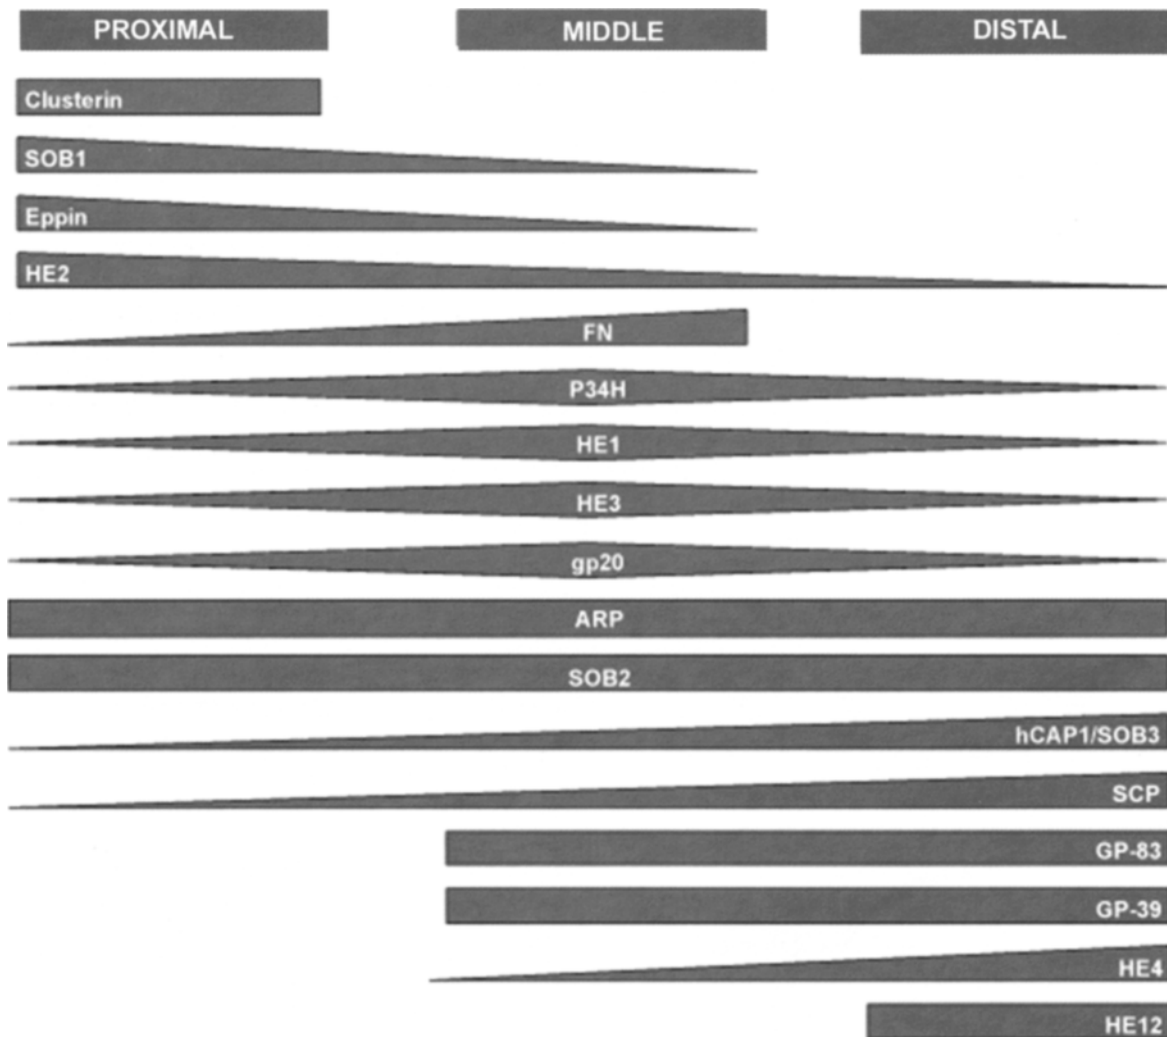 PROXIMAL MIDDLE DISTAL
Clusterin
SOB1
Eppin
HE2
FN
P34H
HE1
HE3
gp20
ARP
SOB2
hCAP1/SOB3
SCP
GP-83
GP-39
HE4
HE12